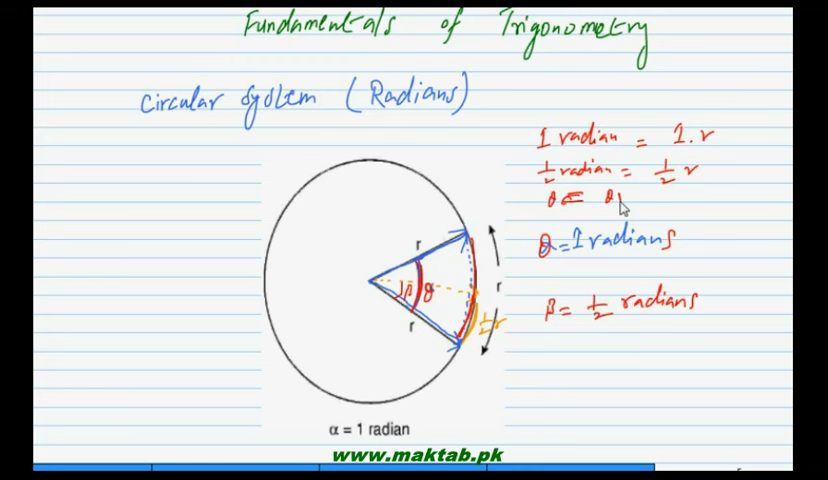 Fundamentals of Trigonometry
Circular System (Radians)
1 radian = 1. r
1/2 radian = 1/2 r
θ = θ
θ = 1 radians
r
β θ
r
r
1/2 r
β = 1/2 radians
α = 1 radian
www.maktab.pk